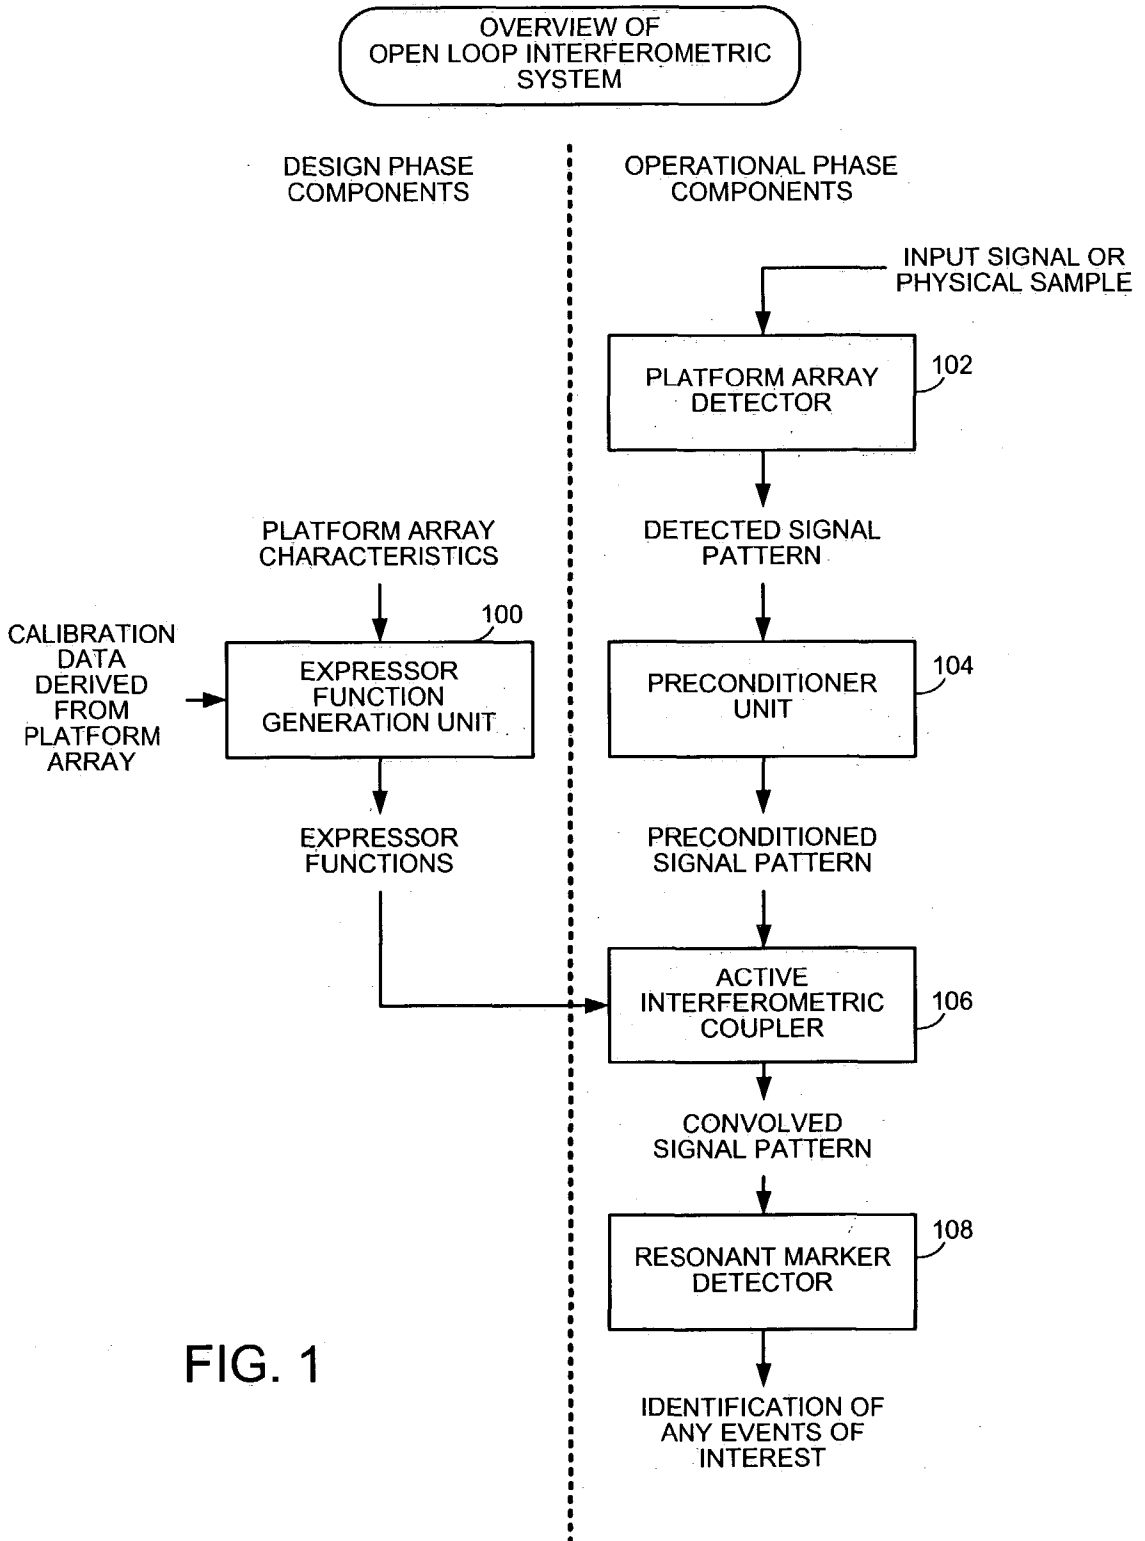 OVERVIEW OF
OPEN LOOP INTERFEROMETRIC
SYSTEM
DESIGN PHASE
COMPONENTS
OPERATIONAL PHASE
COMPONENTS
INPUT SIGNAL OR
PHYSICAL SAMPLE
102
PLATFORM ARRAY
DETECTOR
DETECTED SIGNAL
PATTERN
PLATFORM ARRAY
CHARACTERISTICS
100
CALIBRATION
DATA
DERIVED
FROM
PLATFORM
ARRAY
EXPRESSOR
FUNCTION
GENERATION UNIT
104
PRECONDITIONER
UNIT
EXPRESSOR
FUNCTIONS
PRECONDITIONED
SIGNAL PATTERN
ACTIVE
INTERFEROMETRIC
COUPLER
106
CONVOLVED
SIGNAL PATTERN
108
RESONANT MARKER
DETECTOR
FIG. 1
IDENTIFICATION OF
ANY EVENTS OF
INTEREST